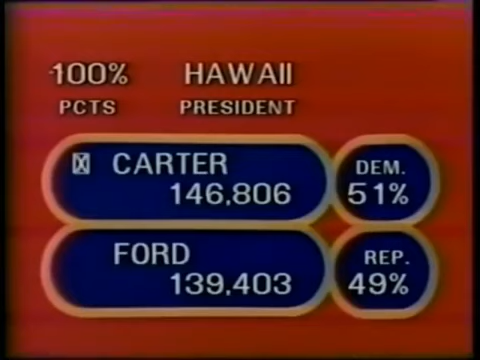 100% HAWAII
PCTS PRESIDENT
☒ CARTER DEM.
146,806 51%
FORD REP.
139,403 49%